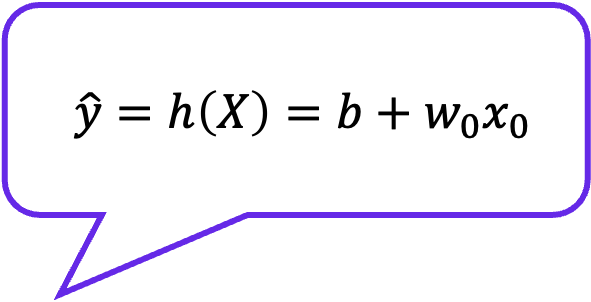 ŷ = h(X) = b + w₀x₀